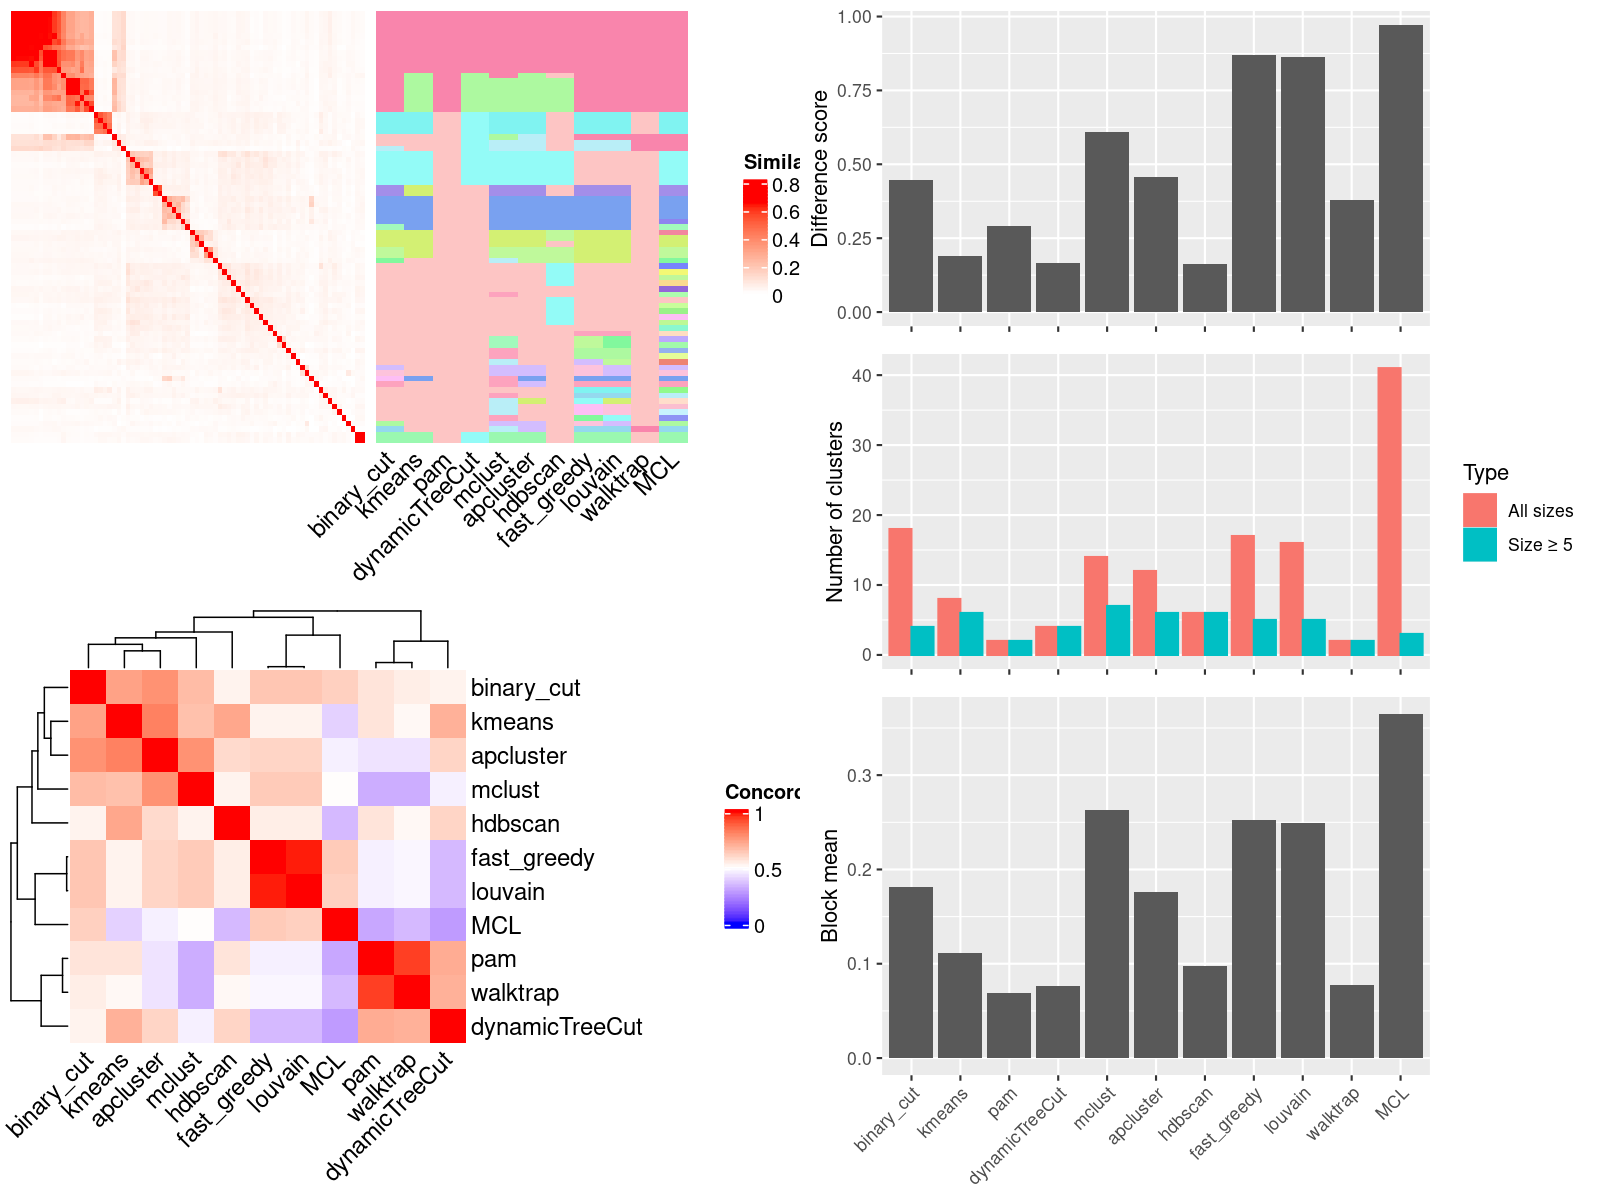 Simila
0.8
0.6
0.4
0.2
0
binary_cut
kmeans
pam
dynamicTreeCut
mclust
apcluster
hdbscan
fast_greedy
louvain
walktrap
MCL
Difference score
1.00
0.75
0.50
0.25
0.00
Number of clusters
40
30
20
10
0
Type
All sizes
Size ≥ 5
Block mean
0.3
0.2
0.1
0.0
binary_cut
kmeans
pam
dynamicTreeCut
mclust
apcluster
hdbscan
fast_greedy
louvain
walktrap
MCL
binary_cut
kmeans
apcluster
mclust
hdbscan
fast_greedy
louvain
MCL
pam
walktrap
dynamicTreeCut
binary_cut
kmeans
apcluster
mclust
hdbscan
fast_greedy
louvain
MCL
pam
walktrap
dynamicTreeCut
Concord
1
0.5
0